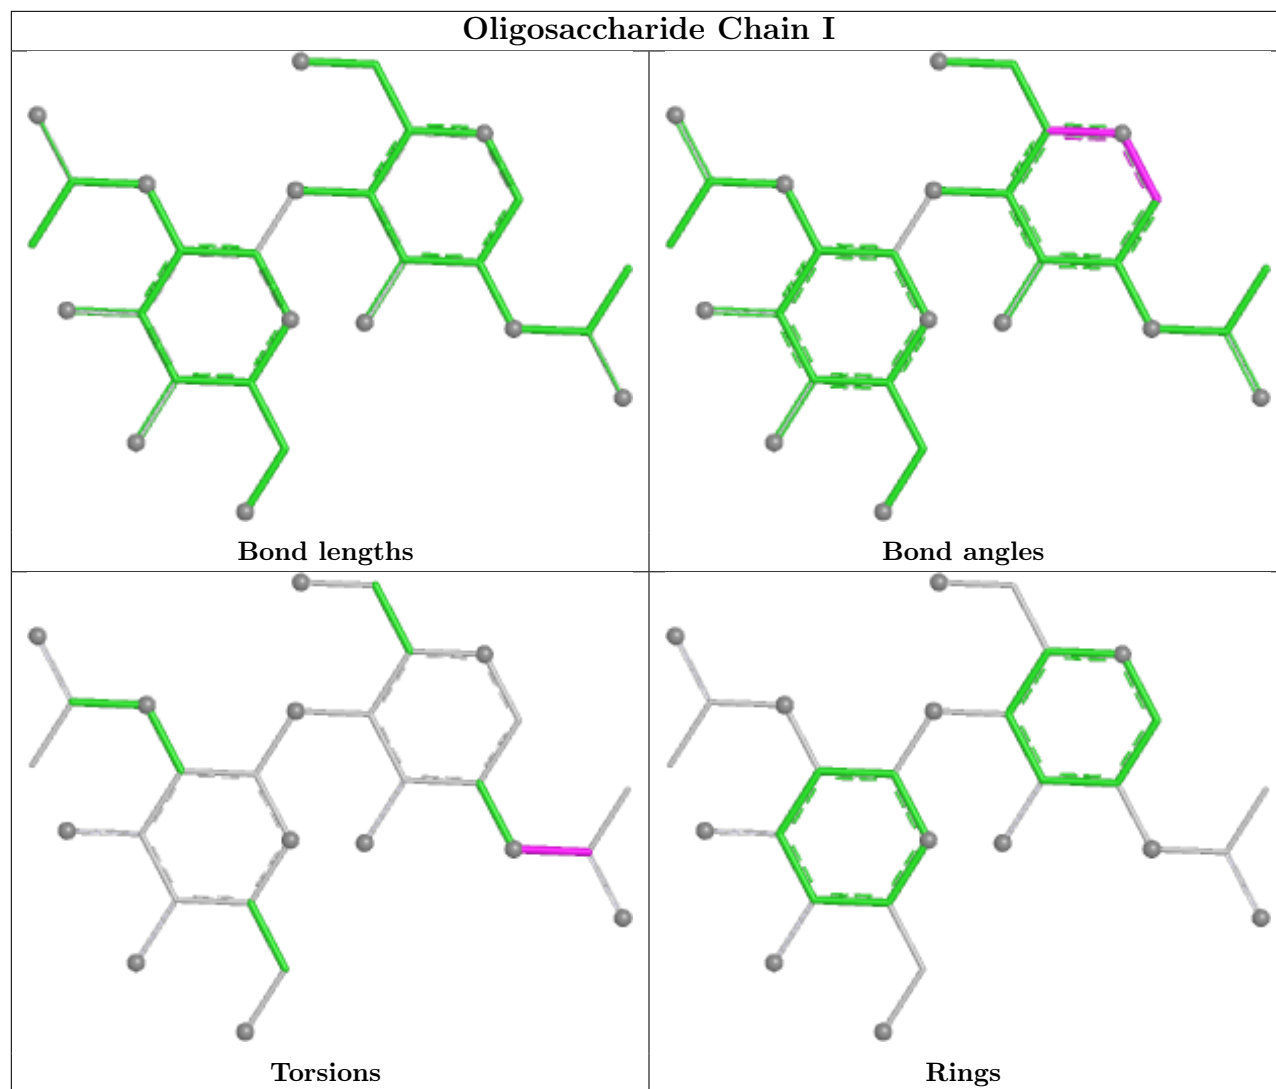 Oligosaccharide Chain I
Bond lengths
Bond angles
Torsions
Rings